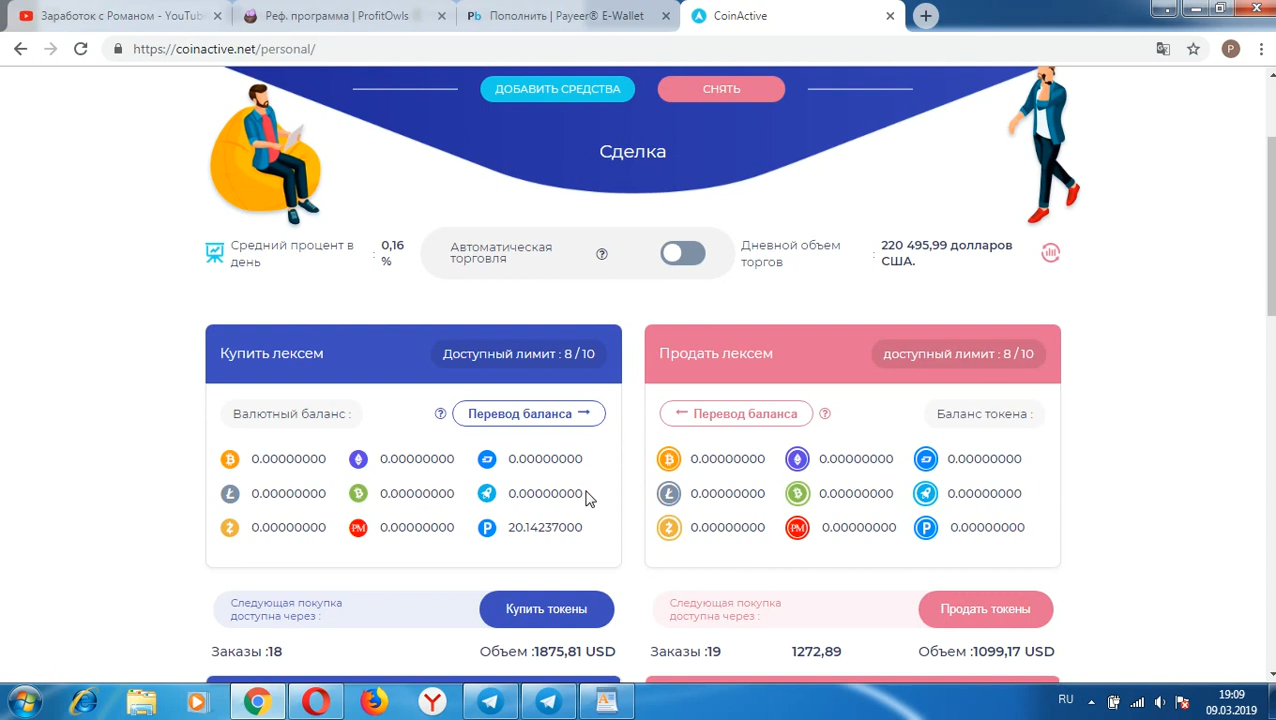 Заработок с Романом - YouTube
Реф. программа | ProfitOwls
Пополнить | Payeer® E-Wallet
CoinActive
https://coinactive.net/personal/
ДОБАВИТЬ СРЕДСТВА
СНЯТЬ
Сделка
Средний процент в
день
:
0,16
%
Автоматическая
торговля
Дневной объем
торгов
:
220 495,99 долларов
США.
Купить лексем
Доступный лимит : 8 / 10
Продать лексем
доступный лимит : 8 / 10
Валютный баланс :
Перевод баланса
Перевод баланса
Баланс токена :
0.00000000 0.00000000 0.00000000
0.00000000 0.00000000 0.00000000
0.00000000 PM 0.00000000 P 20.14237000
0.00000000 0.00000000 0.00000000
0.00000000 0.00000000 0.00000000
0.00000000 PM 0.00000000 P 0.00000000
Следующая покупка
доступна через :
Купить токены
Следующая покупка
доступна через :
Продать токены
Заказы :18
Объем :1875,81 USD
Заказы :19
1272,89
Объем :1099,17 USD
RU
19:09
09.03.2019